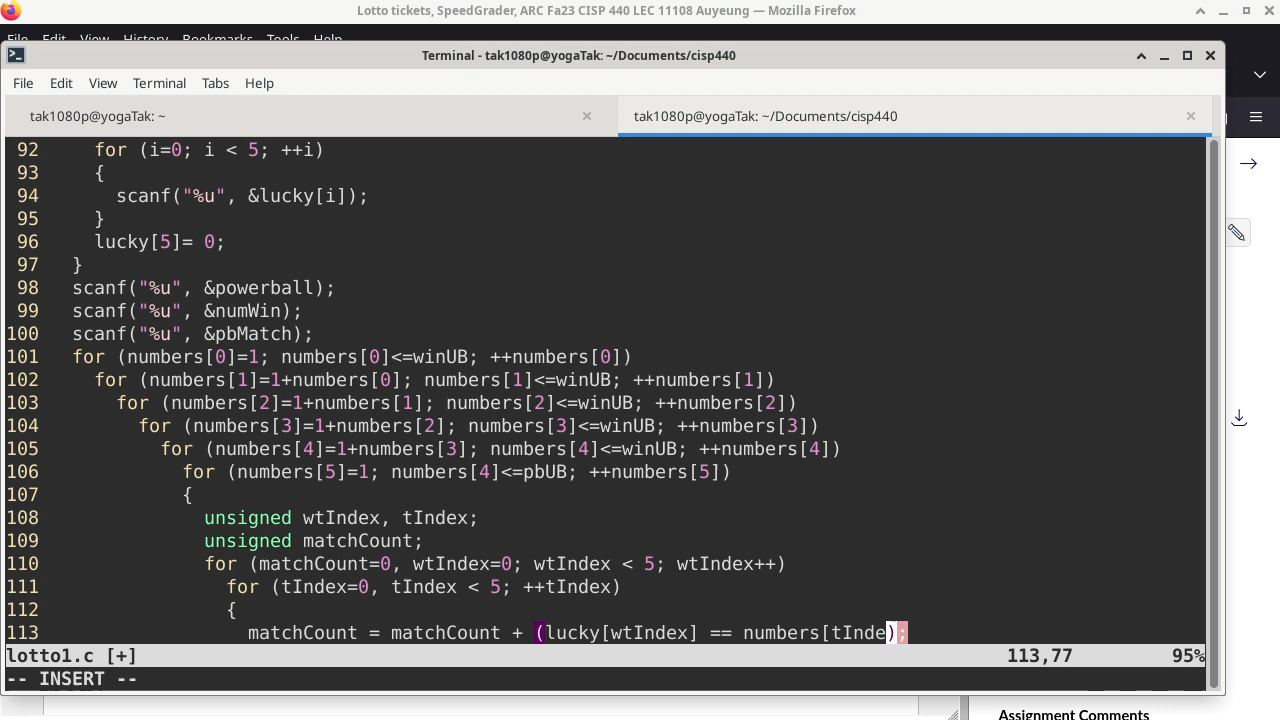 Lotto tickets, SpeedGrader, ARC Fa23 CISP 440 LEC 11108 Auyeung — Mozilla Firefox
File Edit View History Bookmarks Tools Help
Terminal - tak1080p@yogaTak: ~/Documents/cisp440
File Edit View Terminal Tabs Help
tak1080p@yogaTak: ~ tak1080p@yogaTak: ~/Documents/cisp440
92 for (i=0; i < 5; ++i)
93 {
94 scanf("%u", &lucky[i]);
95 }
96 lucky[5]= 0;
97 }
98 scanf("%u", &powerball);
99 scanf("%u", &numWin);
100 scanf("%u", &pbMatch);
101 for (numbers[0]=1; numbers[0]<=winUB; ++numbers[0])
102 for (numbers[1]=1+numbers[0]; numbers[1]<=winUB; ++numbers[1])
103 for (numbers[2]=1+numbers[1]; numbers[2]<=winUB; ++numbers[2])
104 for (numbers[3]=1+numbers[2]; numbers[3]<=winUB; ++numbers[3])
105 for (numbers[4]=1+numbers[3]; numbers[4]<=winUB; ++numbers[4])
106 for (numbers[5]=1; numbers[4]<=pbUB; ++numbers[5])
107 {
108 unsigned wtIndex, tIndex;
109 unsigned matchCount;
110 for (matchCount=0, wtIndex=0; wtIndex < 5; wtIndex++)
111 for (tIndex=0, tIndex < 5; ++tIndex)
112 {
113 matchCount = matchCount + (lucky[wtIndex] == numbers[tInde);
lotto1.c [+] 113,77 95%
-- INSERT --
Assignment Comments